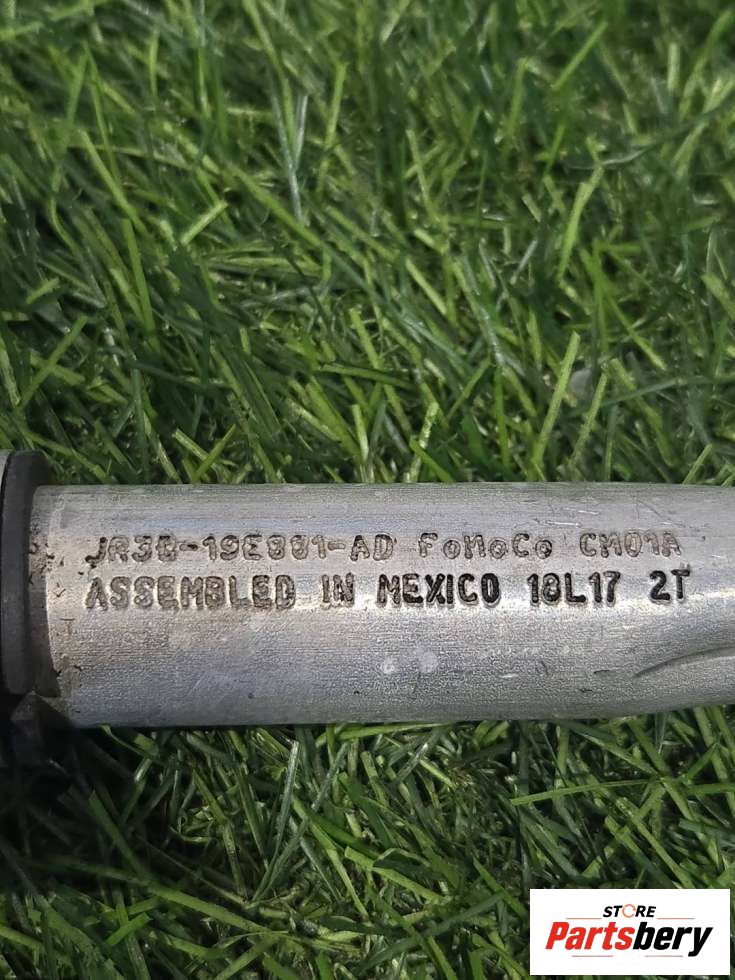 JR3B-19E881-AD FoMoCo CM01A
ASSEMBLED IN MEXICO 18L17 2T
STORE
Partsbery